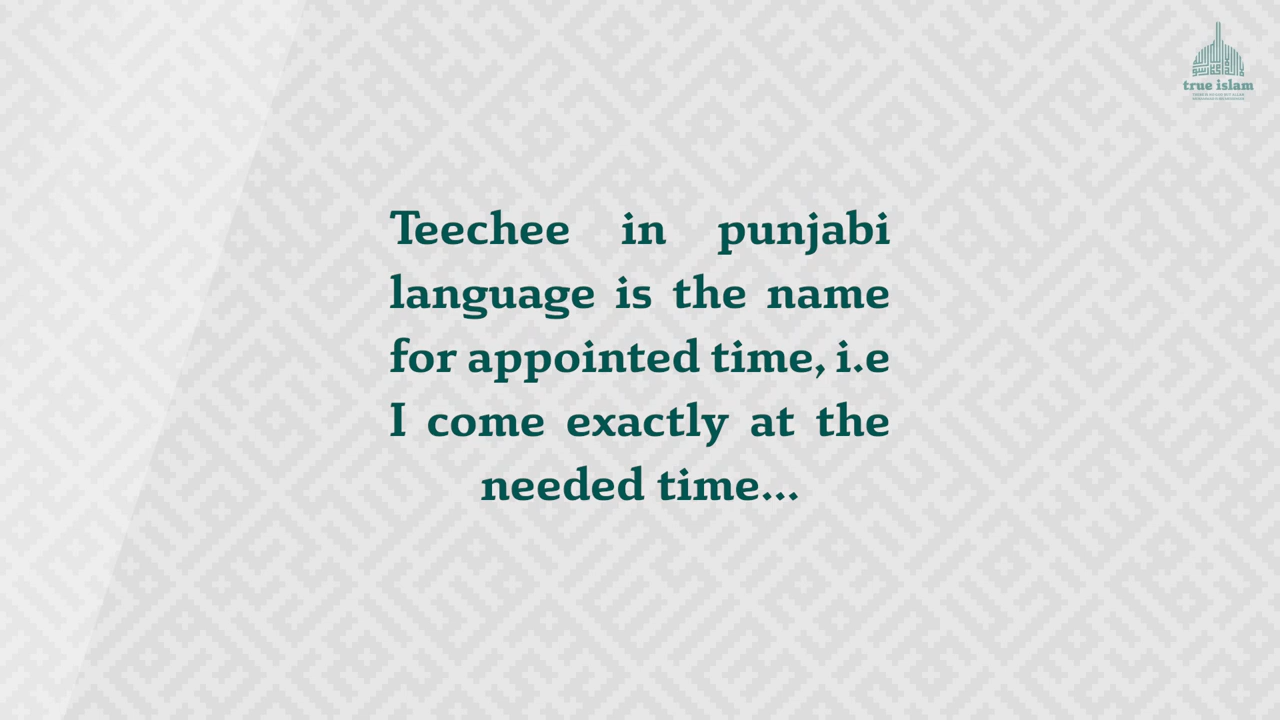 true islam
Teechee in punjabi
language is the name
for appointed time, i.e
I come exactly at the
needed time...